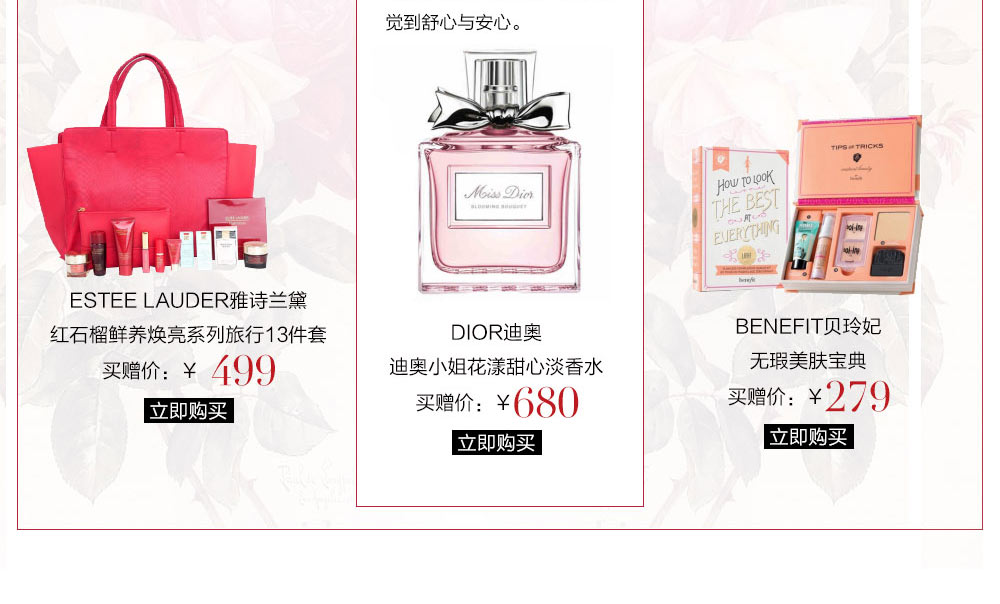 觉到舒心与安心。
ESTEE LAUDER雅诗兰黛
红石榴鲜养焕亮系列旅行13件套
买赠价：￥ 499
立即购买
Miss Dior
BLOOMING BOUQUET
DIOR迪奥
迪奥小姐花漾甜心淡香水
买赠价：￥680
立即购买
HOW TO LOOK
THE BEST
AT
EVERYTHING
benefit
TIPS & TRICKS
BENEFIT贝玲妃
无瑕美肤宝典
买赠价：￥279
立即购买